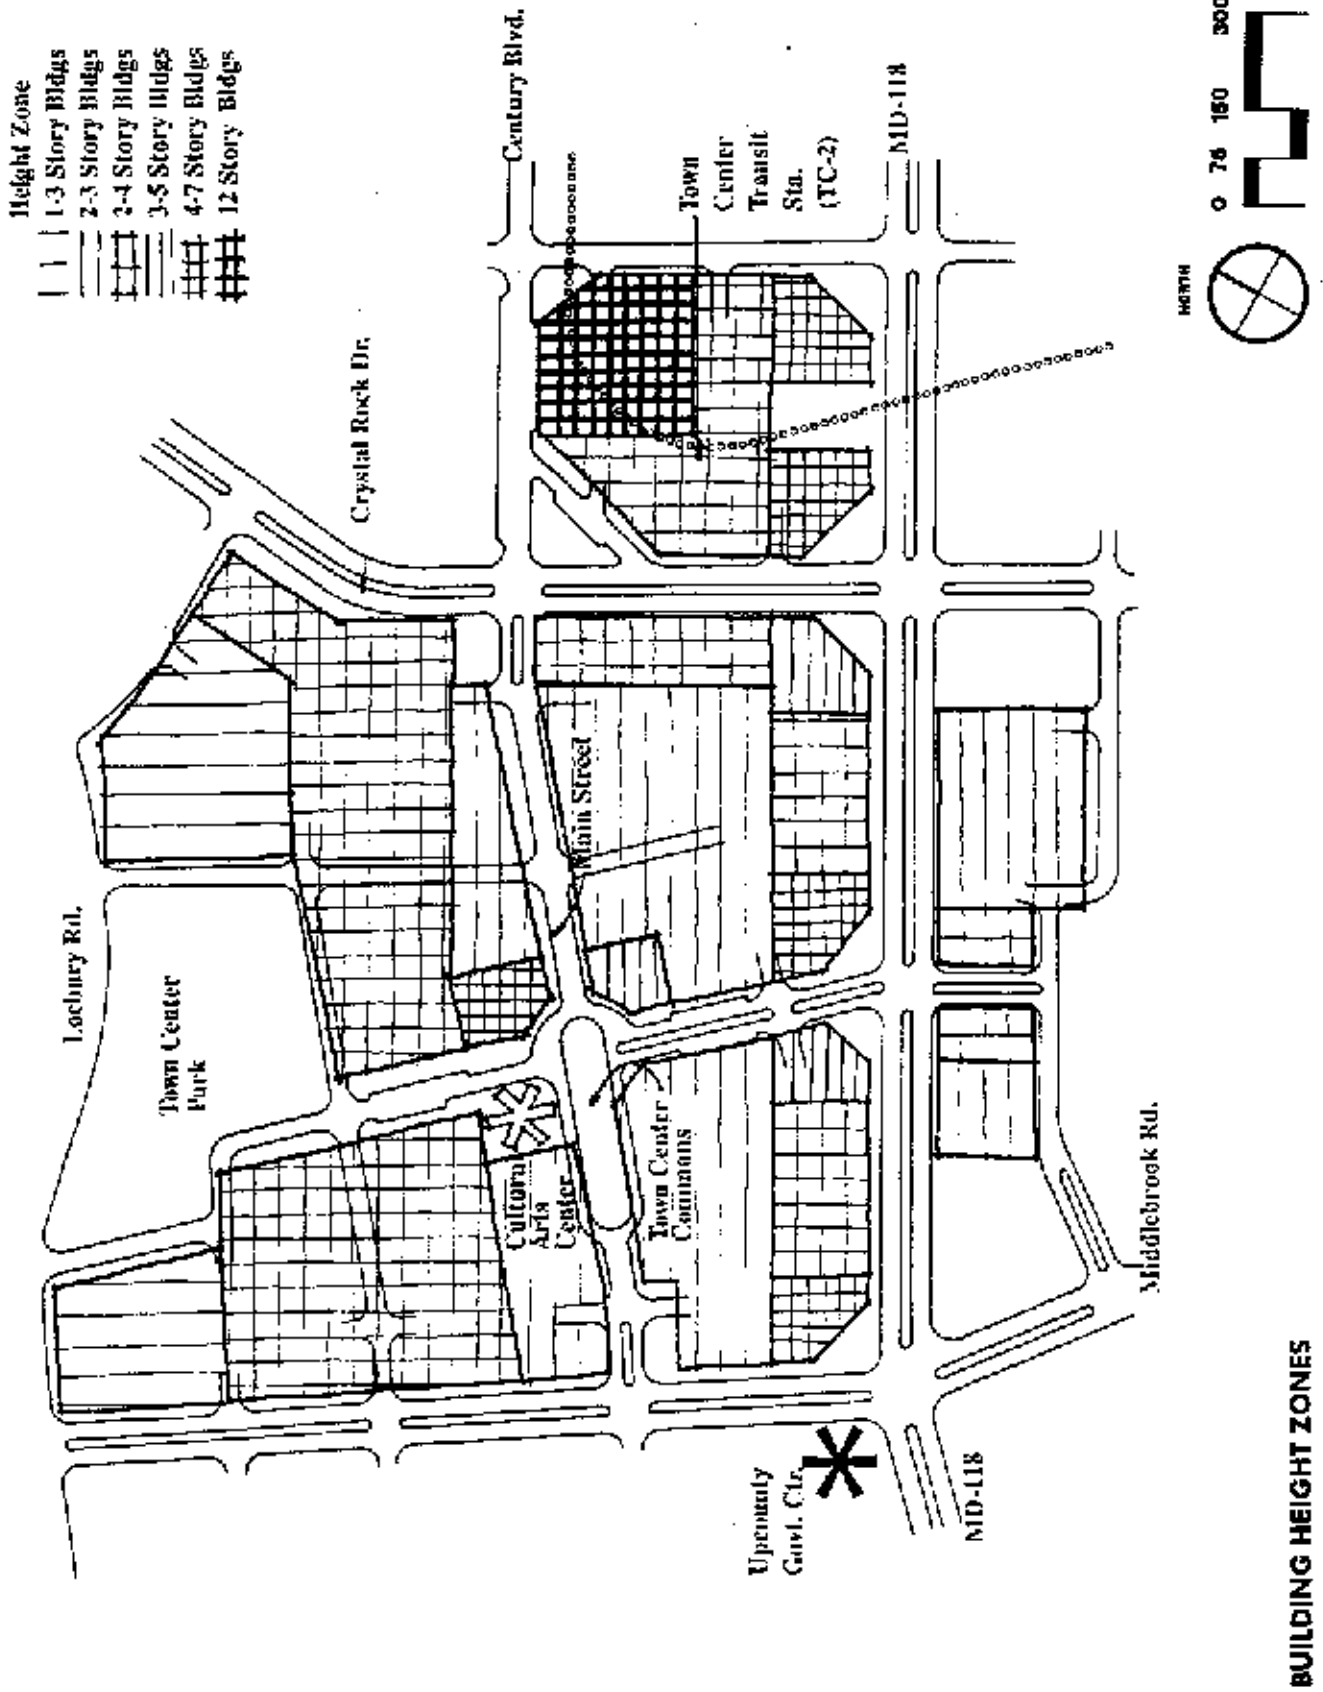 Height Zone
1-3 Story Bldgs
2-3 Story Bldgs
2-4 Story Bldgs
3-5 Story Bldgs
4-7 Story Bldgs
12 Story Bldgs
Century Blvd.
Crystal Rock Dr.
Town
Center
Transit
Sta.
(TC-2)
MD-118
Locbury Rd.
Town Center
Park
Main Street
Cultural
Arts
Center
Town Center
Commons
Upcounty
Govt. Ctr.
MD-118
Middlebrook Rd.
NORTH
0 75 150 300
BUILDING HEIGHT ZONES